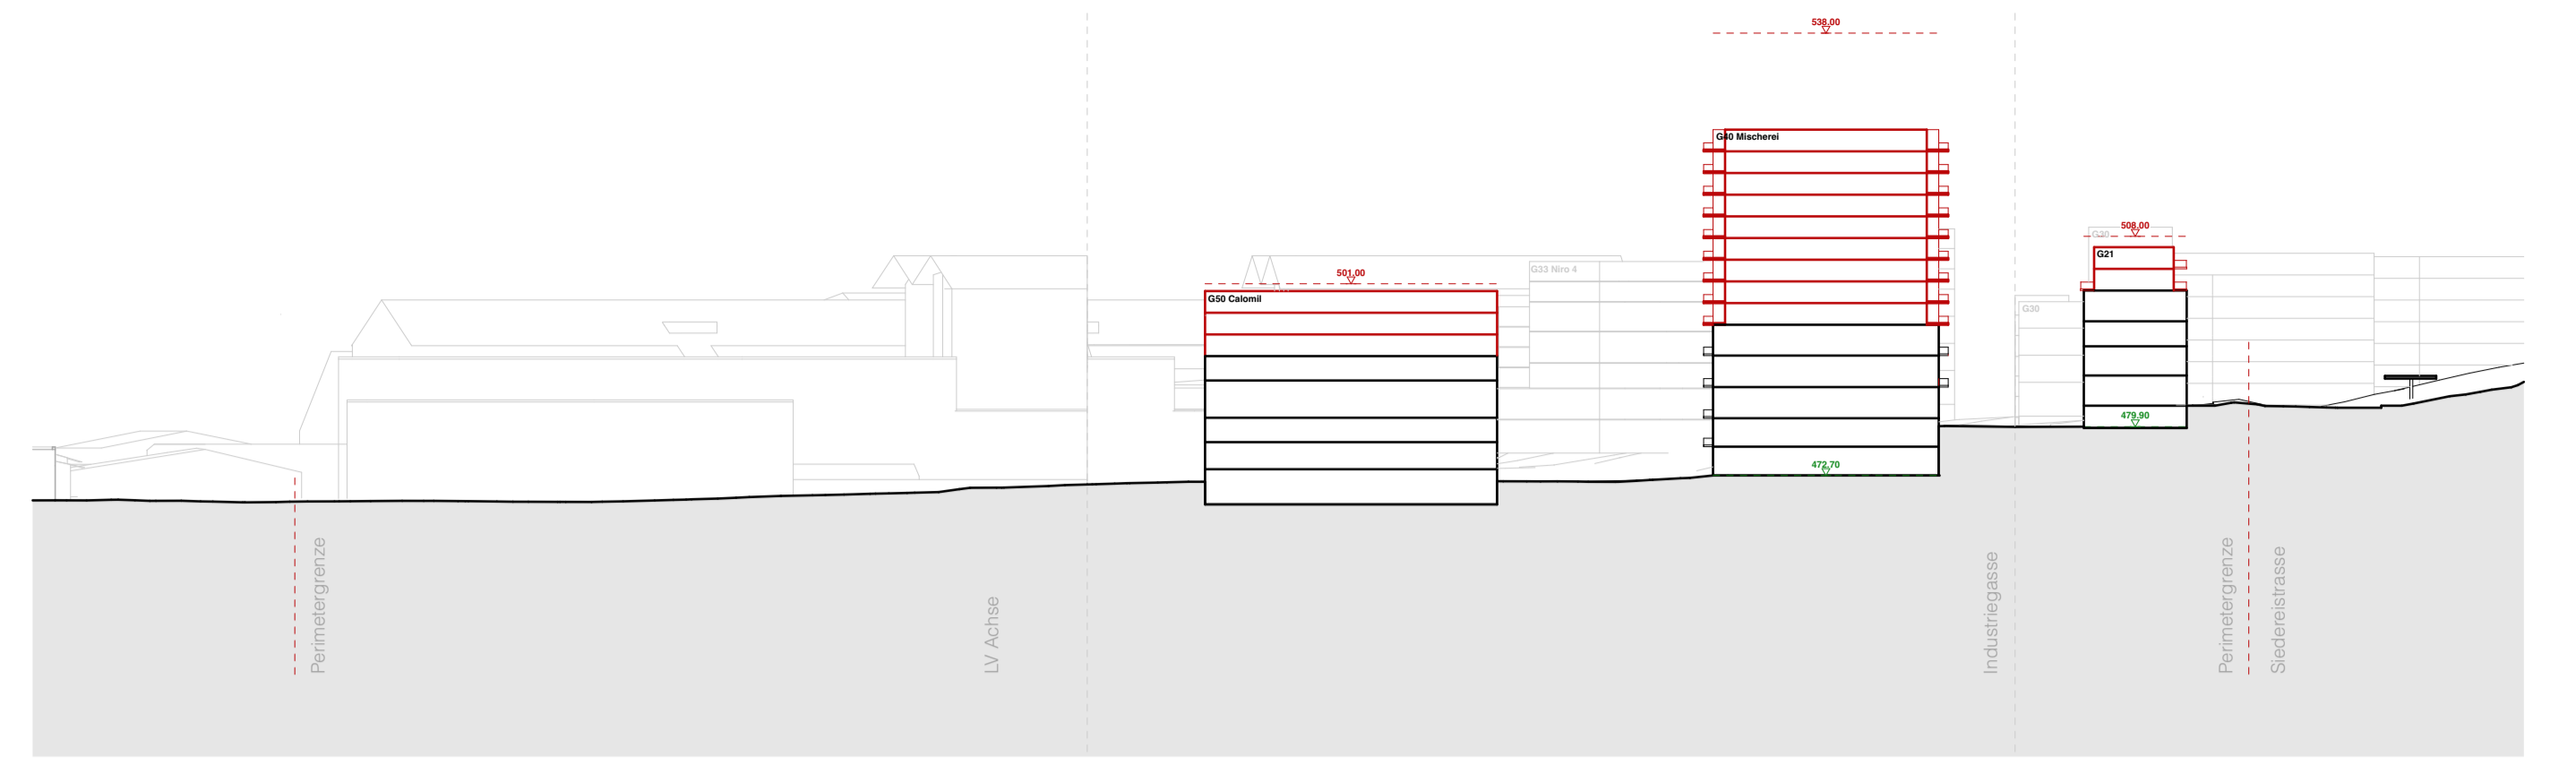 538.00
G40 Mischerei
508.00
G30
G21
G33 Niro 4
501.00
G50 Calomil
G30
479.90
472.70
Perimetergrenze
LV Achse
Industriegasse
Perimetergrenze
Siedereistrasse